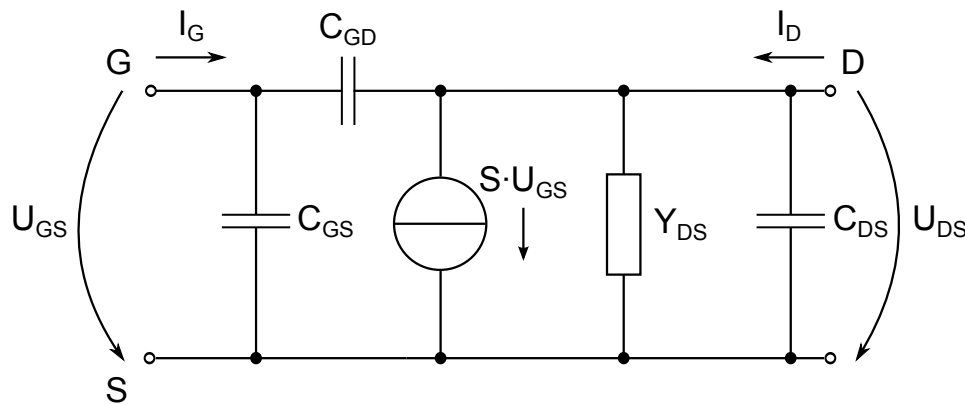 I_G
C_GD
I_D
G
D
U_GS
C_GS
S·U_GS
Y_DS
C_DS
U_DS
S